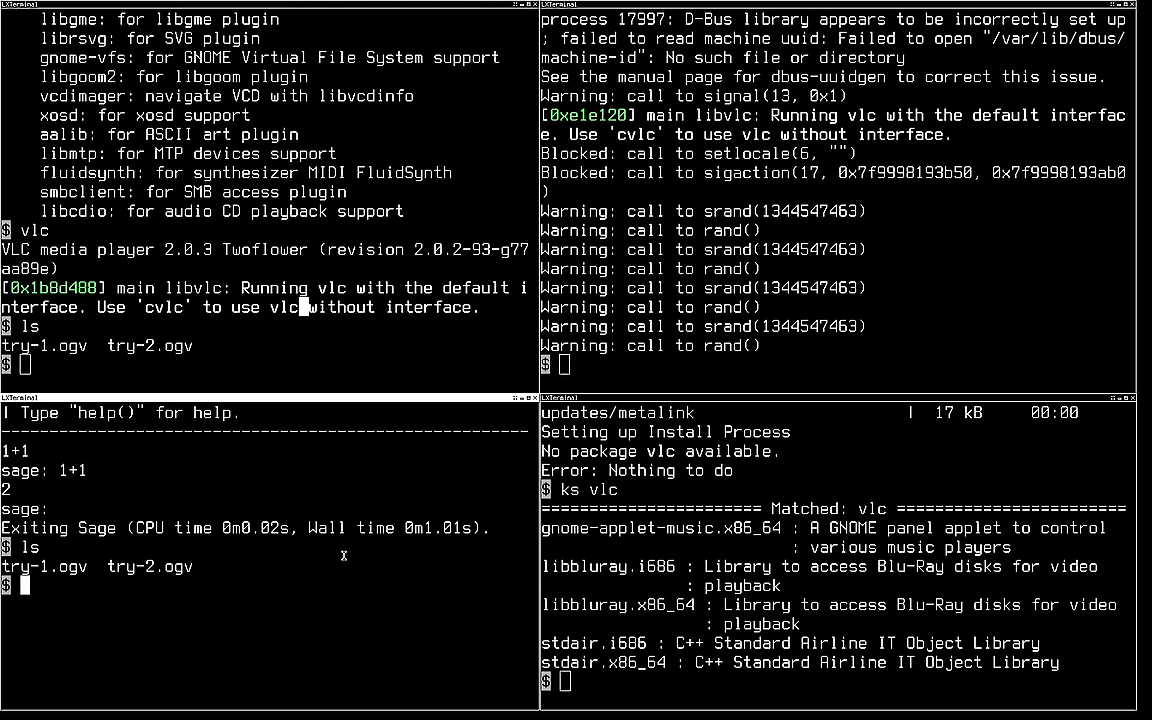 LXTerminal
libgme: for libgme plugin
librsvg: for SVG plugin
gnome-vfs: for GNOME Virtual File System support
libgoom2: for libgoom plugin
vcdimager: navigate VCD with libvcdinfo
xosd: for xosd support
aalib: for ASCII art plugin
libmtp: for MTP devices support
fluidsynth: for synthesizer MIDI FluidSynth
smbclient: for SMB access plugin
libcdio: for audio CD playback support
$ vlc
VLC media player 2.0.3 Twoflower (revision 2.0.2-93-g77
aa89e)
[0x1b8d488] main libvlc: Running vlc with the default i
nterface. Use 'cvlc' to use vlc without interface.
$ ls
try-1.ogv  try-2.ogv
$
LXTerminal
process 17997: D-Bus library appears to be incorrectly set up
; failed to read machine uuid: Failed to open "/var/lib/dbus/
machine-id": No such file or directory
See the manual page for dbus-uuidgen to correct this issue.
Warning: call to signal(13, 0x1)
[0xe1e120] main libvlc: Running vlc with the default interfac
e. Use 'cvlc' to use vlc without interface.
Blocked: call to setlocale(6, "")
Blocked: call to sigaction(17, 0x7f9998193b50, 0x7f9998193ab0
)
Warning: call to srand(1344547463)
Warning: call to rand()
Warning: call to srand(1344547463)
Warning: call to rand()
Warning: call to srand(1344547463)
Warning: call to rand()
Warning: call to srand(1344547463)
Warning: call to rand()
$
LXTerminal
| Type "help()" for help.
-------------------------------------------------------
1+1
sage: 1+1
2
sage:
Exiting Sage (CPU time 0m0.02s, Wall time 0m1.01s).
$ ls
try-1.ogv  try-2.ogv
$
LXTerminal
updates/metalink                      |  17 kB     00:00
Setting up Install Process
No package vlc available.
Error: Nothing to do
$ ks vlc
======================= Matched: vlc ========================
gnome-applet-music.x86_64 : A GNOME panel applet to control
                          : various music players
libbluray.i686 : Library to access Blu-Ray disks for video
               : playback
libbluray.x86_64 : Library to access Blu-Ray disks for video
                 : playback
stdair.i686 : C++ Standard Airline IT Object Library
stdair.x86_64 : C++ Standard Airline IT Object Library
$